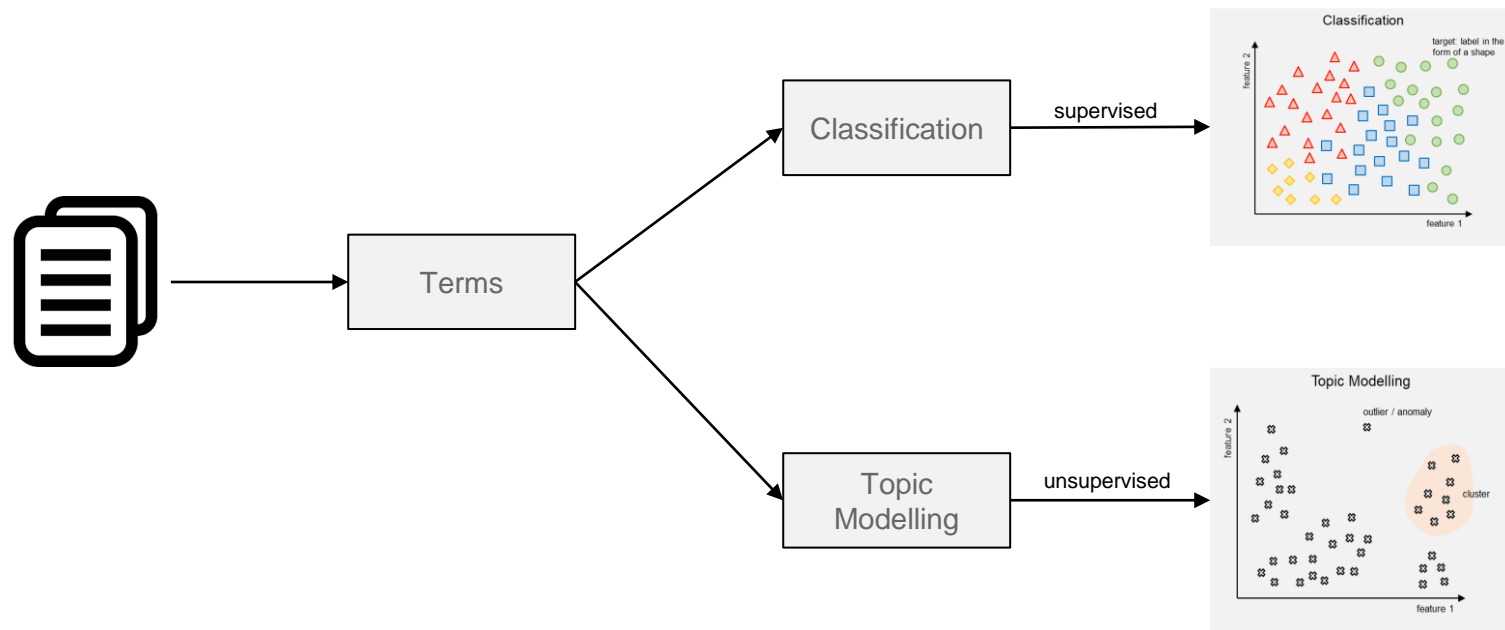 Terms
Classification
supervised
Classification
target: label in the
form of a shape
feature 2
feature 1
Topic
Modelling
unsupervised
Topic Modelling
outlier / anomaly
feature 2
cluster
feature 1